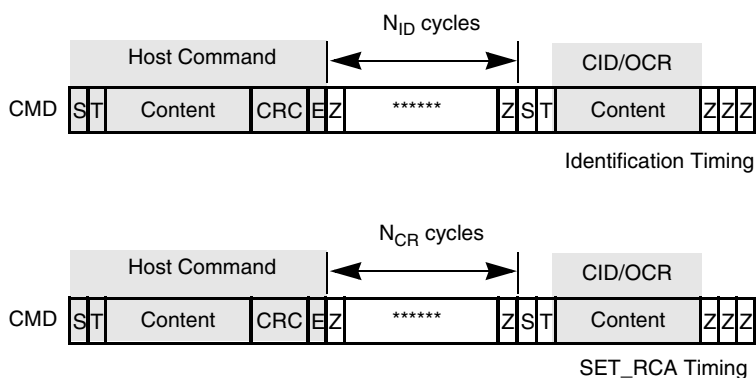 N_ID cycles
Host Command
CID/OCR
CMD S T Content CRC E Z ****** Z S T Content Z Z Z
Identification Timing
N_CR cycles
Host Command
CID/OCR
CMD S T Content CRC E Z ****** Z S T Content Z Z Z
SET_RCA Timing